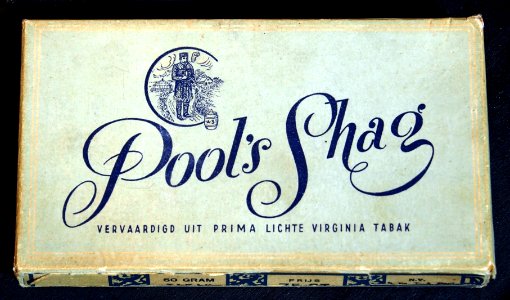 Pool's Shag
VERVAARDIGD UIT PRIMA LICHTE VIRGINIA TABAK
50 GRAM
PRIJS
N.V.